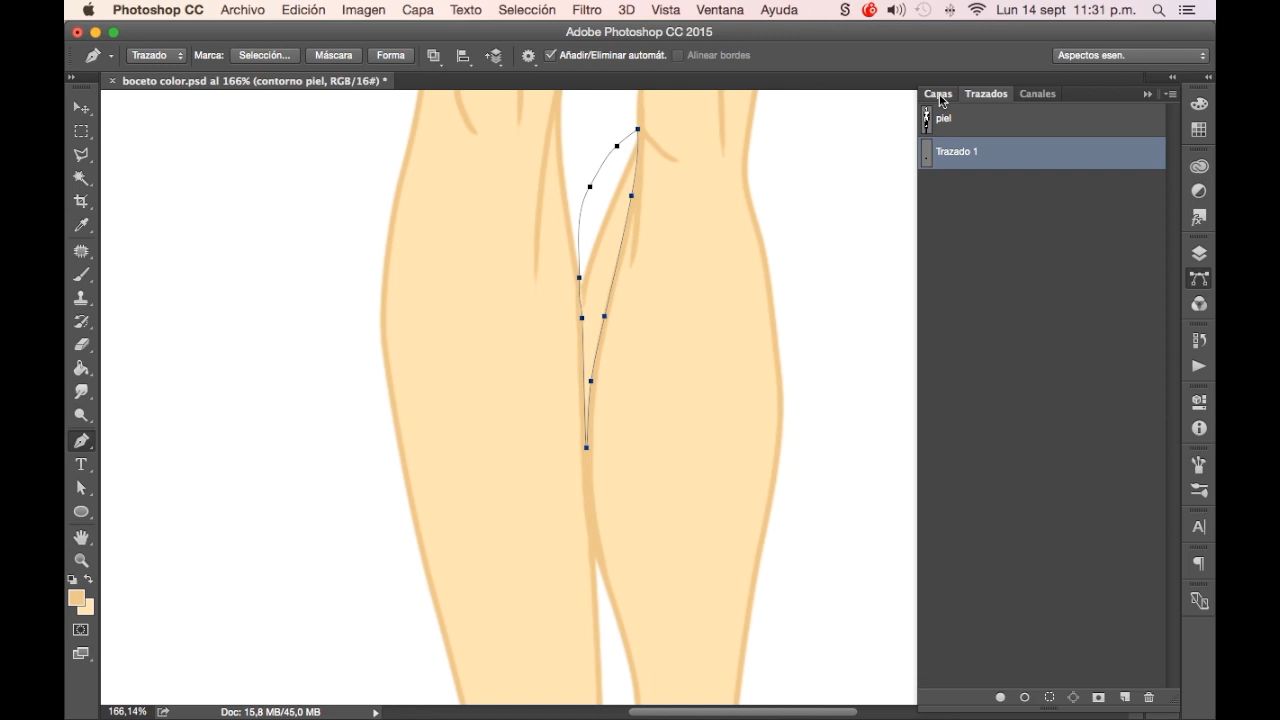 Photoshop CC Archivo Edición Imagen Capa Texto Selección Filtro 3D Vista Ventana Ayuda Lun 14 sept 11:31 p.m.
Adobe Photoshop CC 2015
Trazado Marca: Selección... Máscara Forma Añadir/Eliminar automát. Alinear bordes Aspectos esen.
× boceto color.psd al 166% (contorno piel, RGB/16#) *
Capas Trazados Canales
piel
Trazado 1
166,14% Doc: 15,8 MB/45,0 MB